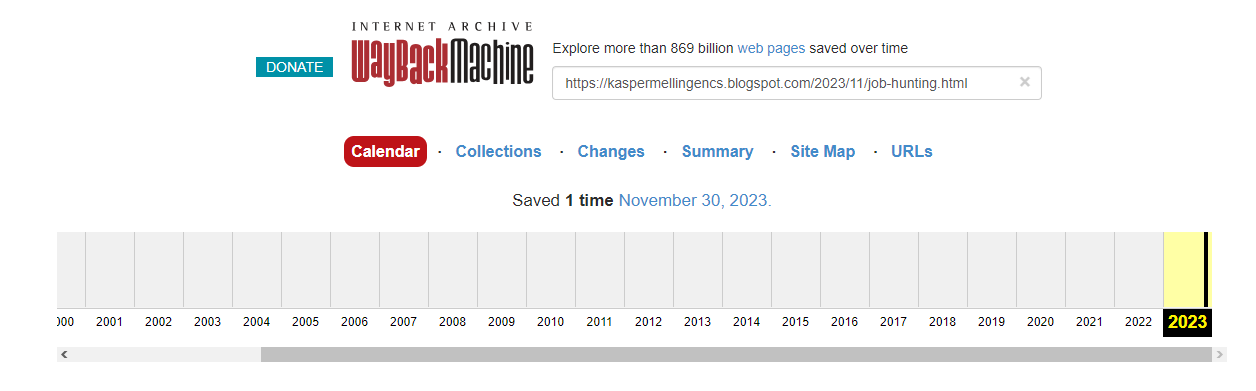 INTERNET ARCHIVE
DONATE
WayBackMachine
Explore more than 869 billion web pages saved over time
https://kaspermellingencs.blogspot.com/2023/11/job-hunting.html ×
Calendar · Collections · Changes · Summary · Site Map · URLs
Saved 1 time November 30, 2023.
000 2001 2002 2003 2004 2005 2006 2007 2008 2009 2010 2011 2012 2013 2014 2015 2016 2017 2018 2019 2020 2021 2022 2023